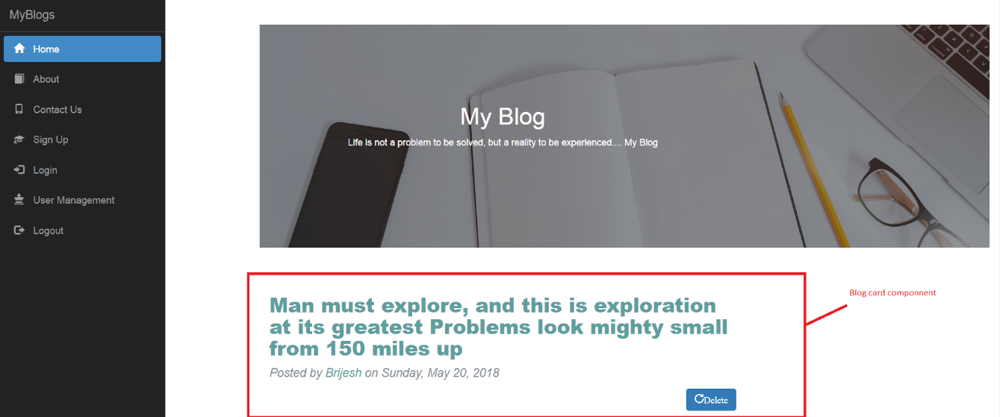 MyBlogs
Home
About
Contact Us
Sign Up
Login
User Management
Logout
My Blog
Life is not a problem to be solved, but a reality to be experienced.... My Blog
Man must explore, and this is exploration
at its greatest Problems look mighty small
from 150 miles up
Posted by Brijesh on Sunday, May 20, 2018
Delete
Blog card componnent